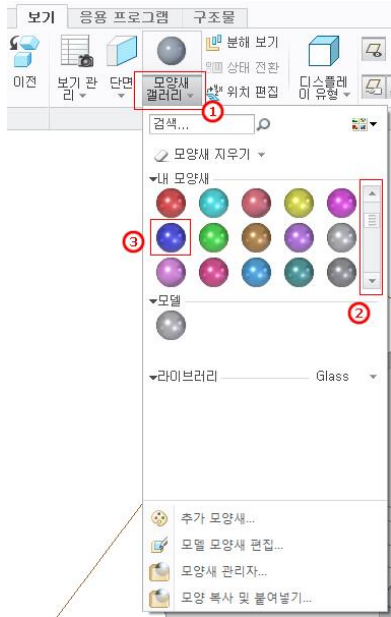 보기 응용 프로그램 구조물
분해 보기
상태 전환
위치 편집
이전
보기 관리
단면
모양새 갤러리
디스플레이 유형
①
검색...
모양새 지우기
내 모양새
③
②
모델
라이브러리 Glass
추가 모양새...
모델 모양새 편집...
모양새 관리자...
모양 복사 및 붙여넣기...